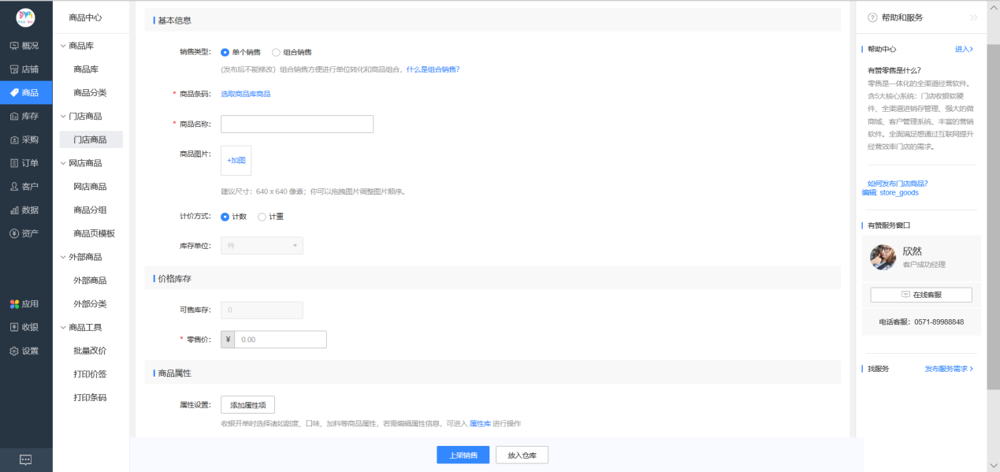 概况
店铺
商品
库存
采购
订单
客户
数据
资产
应用
收银
设置
商品中心
商品库
商品库
商品分类
门店商品
门店商品
网店商品
网店商品
商品分组
商品页模板
外部商品
外部商品
外部分类
商品工具
批量改价
打印价签
打印条码
基本信息
销售类型： 单个销售 组合销售
(发布后不能修改）组合销售方便进行单位转化和商品组合，什么是组合销售?
* 商品条码： 选取商品库商品
* 商品名称：
商品图片： +加图
建议尺寸：640 x 640 像素；你可以拖拽图片调整图片顺序。
计价方式： 计数 计重
库存单位： 件
价格库存
可售库存： 0
* 零售价： ¥ 0.00
商品属性
属性设置： 添加属性项
收银开单时选择诸如甜度、口味、加料等商品属性，若需编辑属性信息，可进入 属性库 进行操作
上架销售 放入仓库
? 帮助和服务 >>
帮助中心 进入>
有赞零售是什么?
零售是一体化的全渠道经营软件。
含5大核心系统：门店收银软硬
件、全渠道进销存管理、强大的微
商城、客户管理系统、丰富的营销
软件。全面满足想通过互联网提升
经营效率门店的需求。
如何发布门店商品?
编辑 store_goods
有赞服务窗口
欣然
客户成功经理
在线客服
电话客服：0571-89988848
找服务 发布服务需求 >